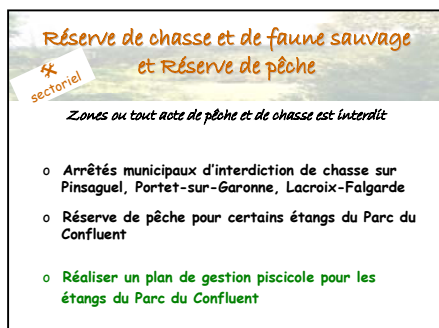 Réserve de chasse et de faune sauvage
et Réserve de pêche
sectoriel
Zones ou tout acte de pêche et de chasse est interdit
o Arrêtés municipaux d'interdiction de chasse sur
Pinsaguel, Portet-sur-Garonne, Lacroix-Falgarde
o Réserve de pêche pour certains étangs du Parc du
Confluent
o Réaliser un plan de gestion piscicole pour les
étangs du Parc du Confluent